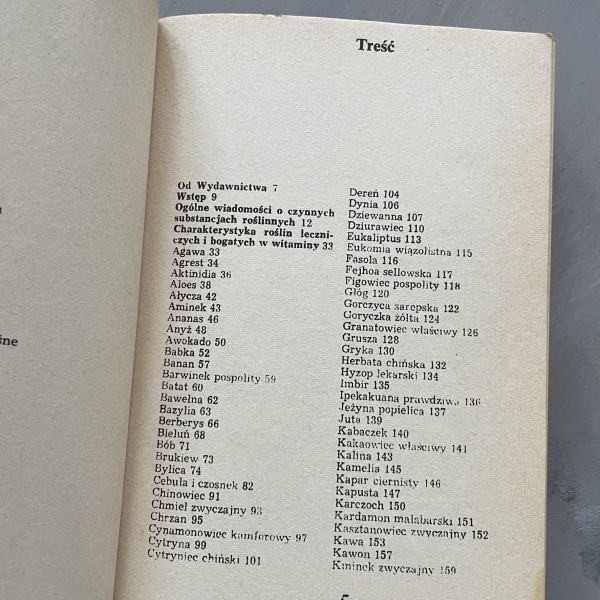 Treść
Od Wydawnictwa 7
Wstęp 9
Ogólne wiadomości o czynnych
substancjach roślinnych 12
Charakterystyka roślin leczni-
czych i bogatych w witaminy 33
Agawa 33
Agrest 34
Aktinidia 36
Aloes 38
Ałycza 42
Aminek 43
Ananas 46
Anyż 48
Awokado 50
Babka 52
Banan 57
Barwinek pospolity 59
Batat 60
Bawełna 62
Bazylia 63
Berberys 66
Bieluń 68
Bób 71
Brukiew 73
Bylica 74
Cebula i czosnek 82
Chinowiec 91
Chmiel zwyczajny 93
Chrzan 95
Cynamonowiec kamforowy 97
Cytryna 99
Cytryniec chiński 101
Dereń 104
Dynia 106
Dziewanna 107
Dziurawiec 110
Eukaliptus 113
Eukomia wiązolistna 115
Fasola 116
Fejhoa sellowska 117
Figowiec pospolity 118
Głóg 120
Gorczyca sarepska 122
Goryczka żółta 124
Granatowiec właściwy 126
Grusza 128
Gryka 130
Herbata chińska 132
Hyzop lekarski 134
Imbir 135
Ipekakuana prawdziwa 136
Jeżyna popielica 137
Juta 139
Kabaczek 140
Kakaowiec właściwy 141
Kalina 143
Kamelia 145
Kapar ciernisty 146
Kapusta 147
Karczoch 150
Kardamon malabarski 151
Kasztanowiec zwyczajny 152
Kawa 153
Kawon 157
Kminek zwyczajny 159